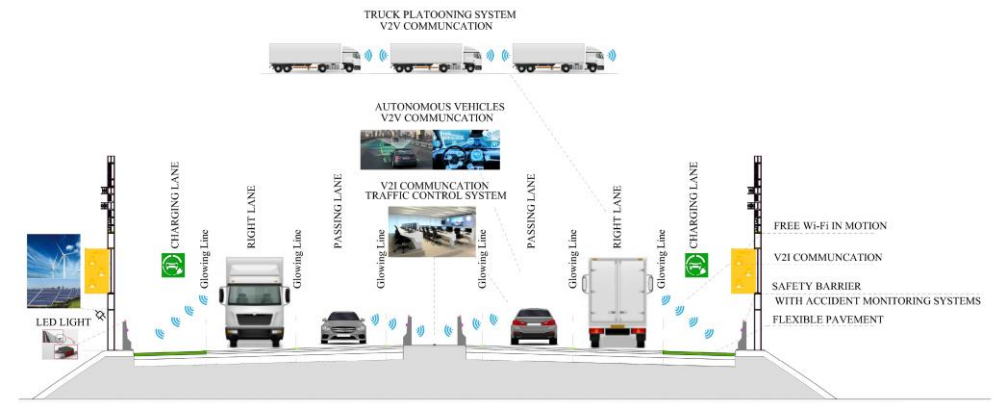 TRUCK PLATOONING SYSTEM
V2V COMMUNCATION
AUTONOMOUS VEHICLES
V2V COMMUNCATION
V2I COMMUNCATION
TRAFFIC CONTROL SYSTEM
CHARGING LANE
RIGHT LANE
PASSING LANE
PASSING LANE
RIGHT LANE
CHARGING LANE
Glowing Line
Glowing Line
Glowing Line
Glowing Line
Glowing Line
Glowing Line
FREE Wi-Fi IN MOTION
V2I COMMUNCATION
SAFETY BARRIER
WITH ACCIDENT MONITORING SYSTEMS
FLEXIBLE PAVEMENT
LED LIGHT